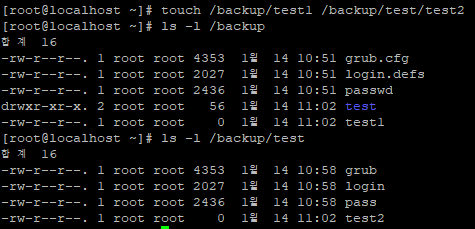 [root@localhost ~]# touch /backup/test1 /backup/test/test2
[root@localhost ~]# ls -l /backup
합계 16
-rw-r--r--. 1 root root 4353 1월 14 10:51 grub.cfg
-rw-r--r--. 1 root root 2027 1월 14 10:51 login.defs
-rw-r--r--. 1 root root 2436 1월 14 10:51 passwd
drwxr-xr-x. 2 root root 56 1월 14 11:02 test
-rw-r--r--. 1 root root 0 1월 14 11:02 test1
[root@localhost ~]# ls -l /backup/test
합계 16
-rw-r--r--. 1 root root 4353 1월 14 10:58 grub
-rw-r--r--. 1 root root 2027 1월 14 10:58 login
-rw-r--r--. 1 root root 2436 1월 14 10:58 pass
-rw-r--r--. 1 root root 0 1월 14 11:02 test2